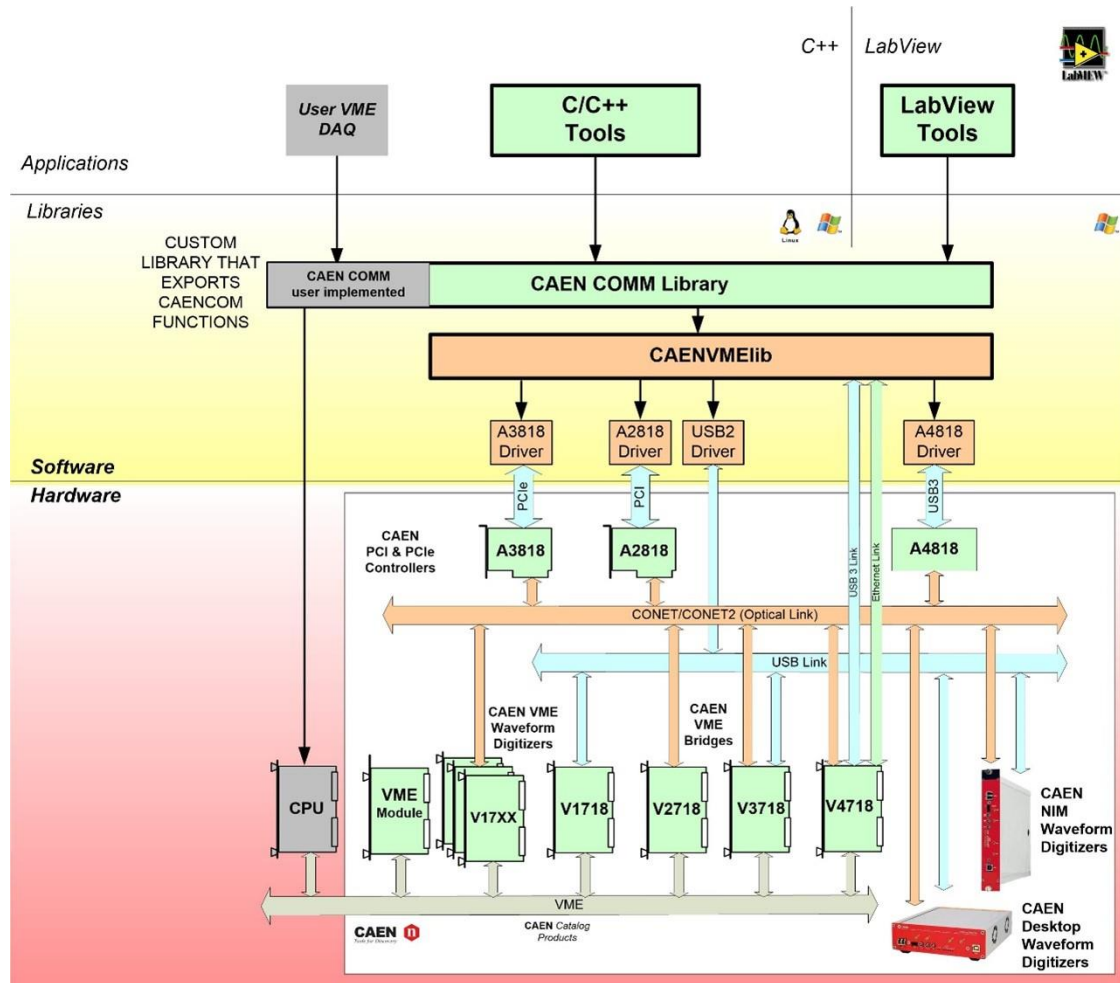 C++
LabView
LabVIEW
User VME
DAQ
C/C++
Tools
LabView
Tools
Applications
Libraries
Linux
CUSTOM
LIBRARY THAT
EXPORTS
CAENCOM
FUNCTIONS
CAEN COMM
user implemented
CAEN COMM Library
CAENVMElib
A3818
Driver
A2818
Driver
USB2
Driver
A4818
Driver
Software
Hardware
PCIe
PCI
USB3
CAEN
PCI & PCIe
Controllers
A3818
A2818
A4818
USB 3 Link
Ethernet Link
CONET/CONET2 (Optical Link)
USB Link
CAEN VME
Waveform
Digitizers
CAEN
VME
Bridges
CPU
VME
Module
V17XX
V1718
V2718
V3718
V4718
CAEN
NIM
Waveform
Digitizers
VME
CAEN
Tools for Discovery
n
CAEN Catalog
Products
CAEN
Desktop
Waveform
Digitizers